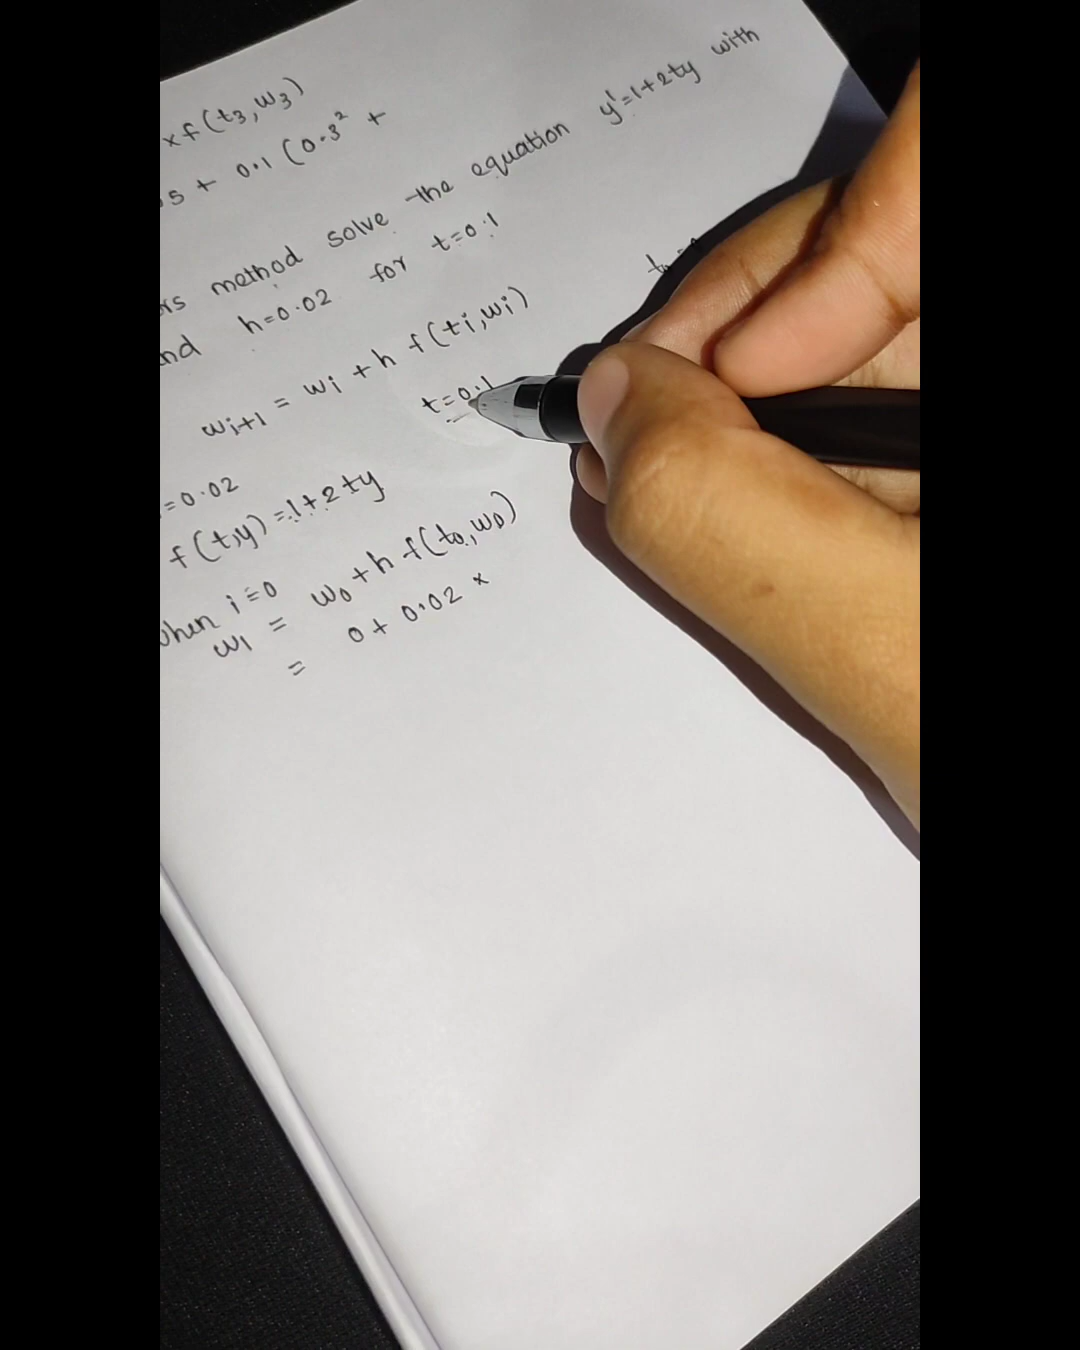 xf(t3,w3)
5 + 0.1 (0.3² +
method solve the equation y'=1+2ty with
h=0.02 for t=0.1
wi+1 = wi + h f(ti,wi)
t=0.1
=0.02
f(t,y)=1+2ty
when i=0
w1 = w0+h f(t0,w0)
= 0+ 0.02 x